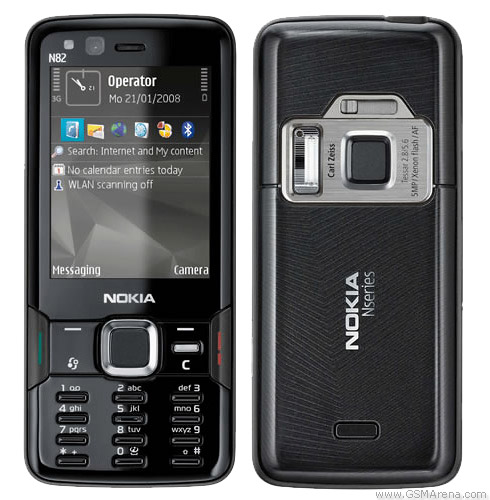 N82
3G
21
Operator
Mo 21/01/2008
D
Search: Internet and My content
No calendar entries today
WLAN scanning off
Messaging
Camera
NOKIA
C
1
2 abc
def 3
4 ghi
5 jkl
mno 6
7 pqrs
8 tuv
wxyz 9
* +
0
#
Carl Zeiss
Tessar 2.8/5.6
5MP/Xenon flash/AF
NOKIA
Nseries
www.GSMArena.com